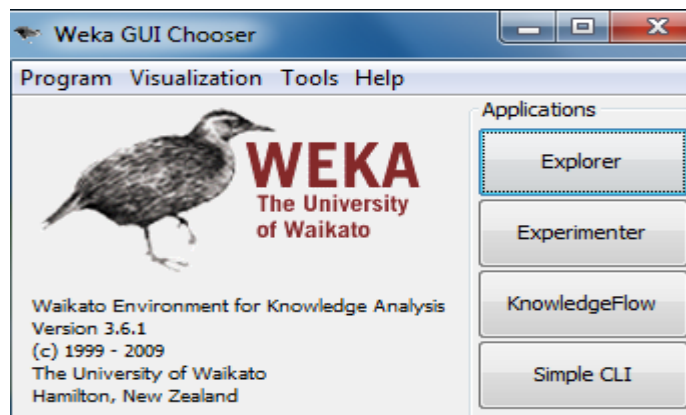 Weka GUI Chooser
Program Visualization Tools Help
Applications
WEKA
The University
of Waikato
Explorer
Experimenter
KnowledgeFlow
Simple CLI
Waikato Environment for Knowledge Analysis
Version 3.6.1
(c) 1999 - 2009
The University of Waikato
Hamilton, New Zealand